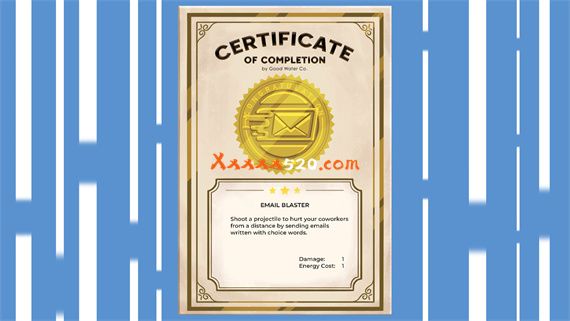 CERTIFICATE
OF COMPLETION
by Good Water Co.
CONGRATULATIONS
Xxxxx520.com
EMAIL BLASTER
Shoot a projectile to hurt your coworkers
from a distance by sending emails
written with choice words.
Damage: 1
Energy Cost: 1